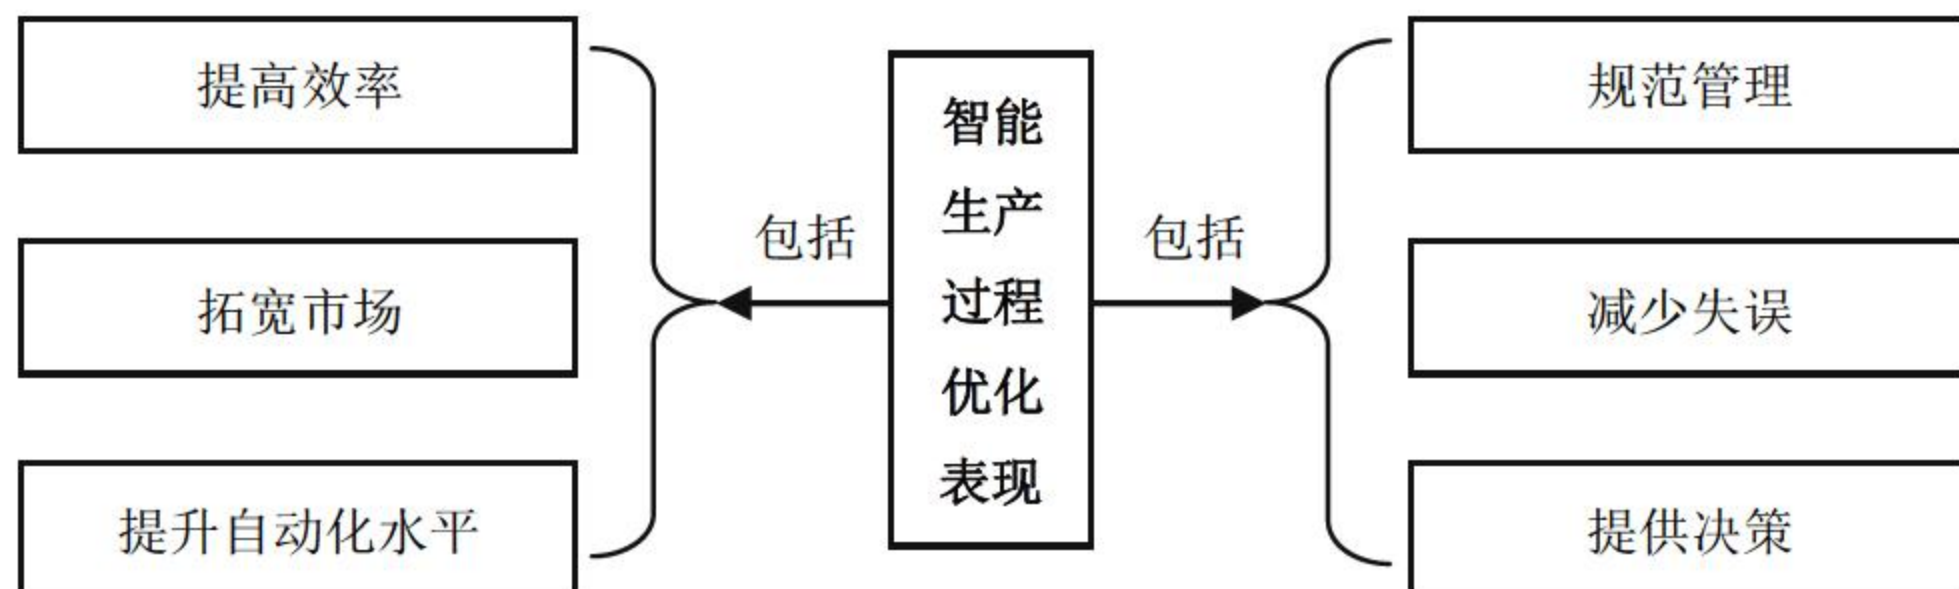 提高效率
拓宽市场
提升自动化水平
包括
智能
生产
过程
优化
表现
包括
规范管理
减少失误
提供决策